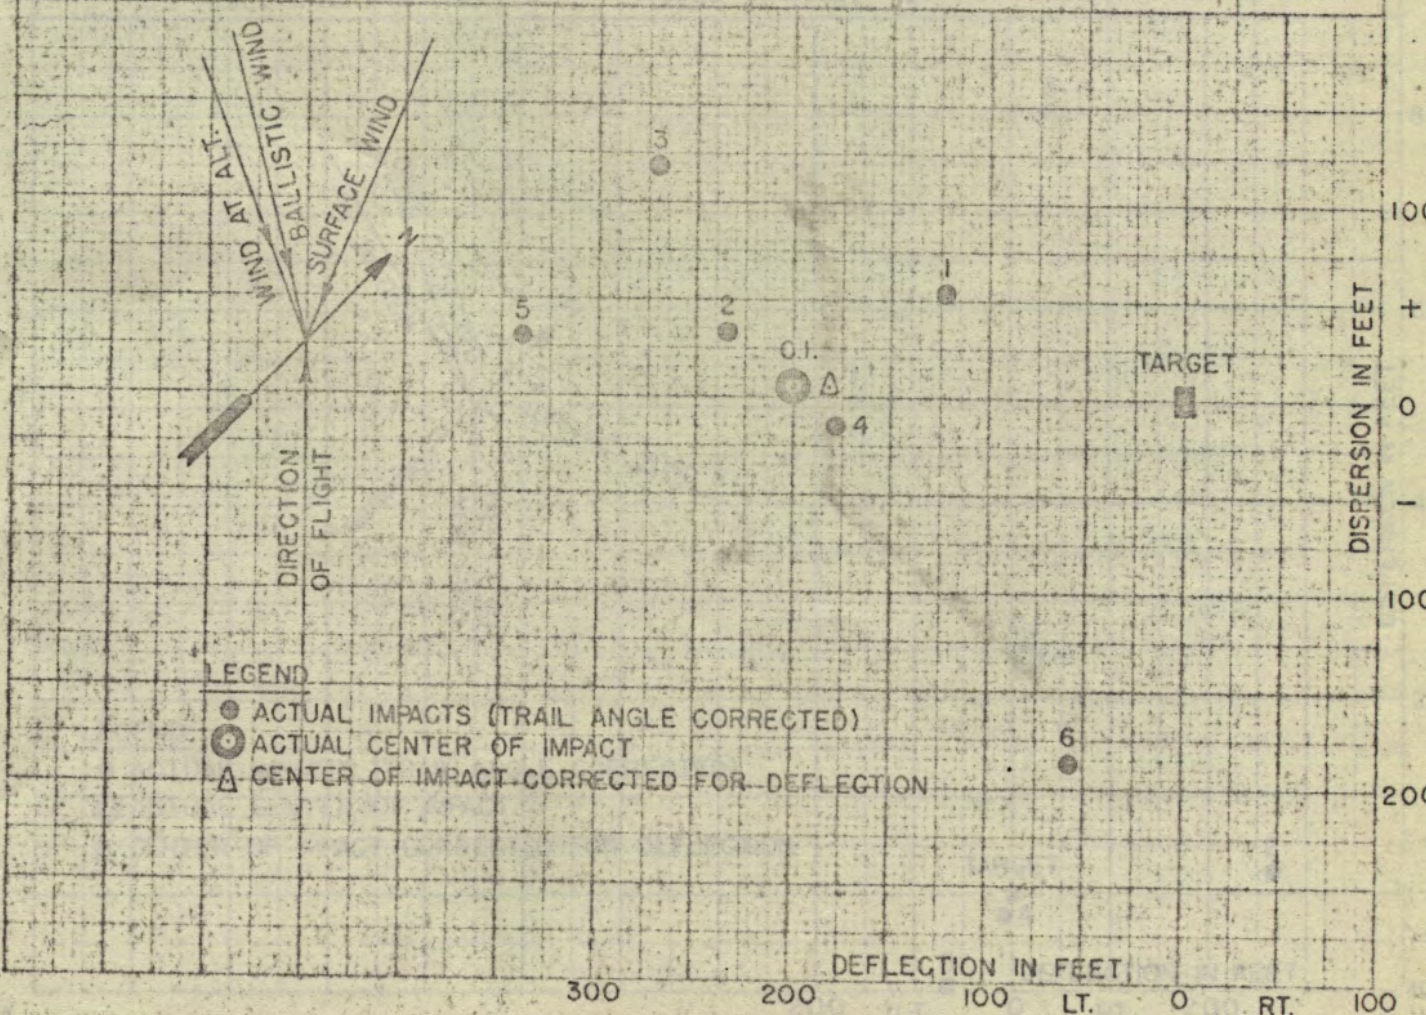 WIND AT ALT.
BALLISTIC WIND
SURFACE WIND
N
DIRECTION
OF FLIGHT
3
1
5
2
C.I.
4
6
TARGET
DISPERSION IN FEET
100
+
0
-
100
200
LEGEND
ACTUAL IMPACTS (TRAIL ANGLE CORRECTED)
ACTUAL CENTER OF IMPACT
CENTER OF IMPACT CORRECTED FOR DEFLECTION
DEFLECTION IN FEET
300 200 100 LT. 0 RT. 100